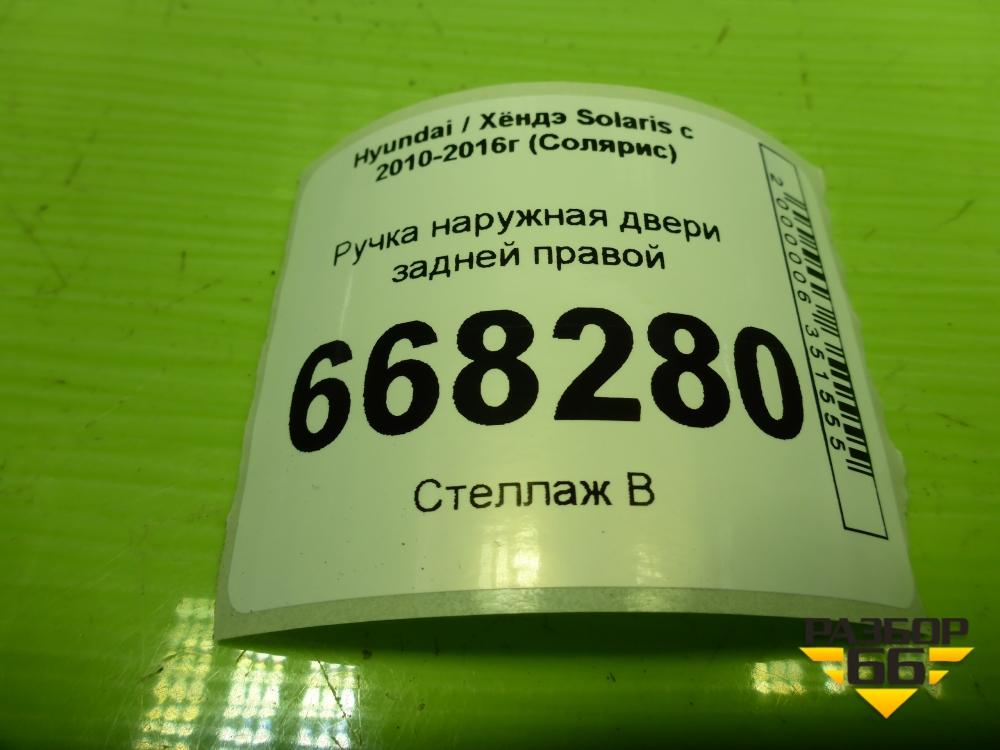 Hyundai / Хёндэ Solaris с
2010-2016г (Солярис)
Ручка наружная двери
задней правой
668280
Стеллаж В
2000006351555
РАЗБОР
66